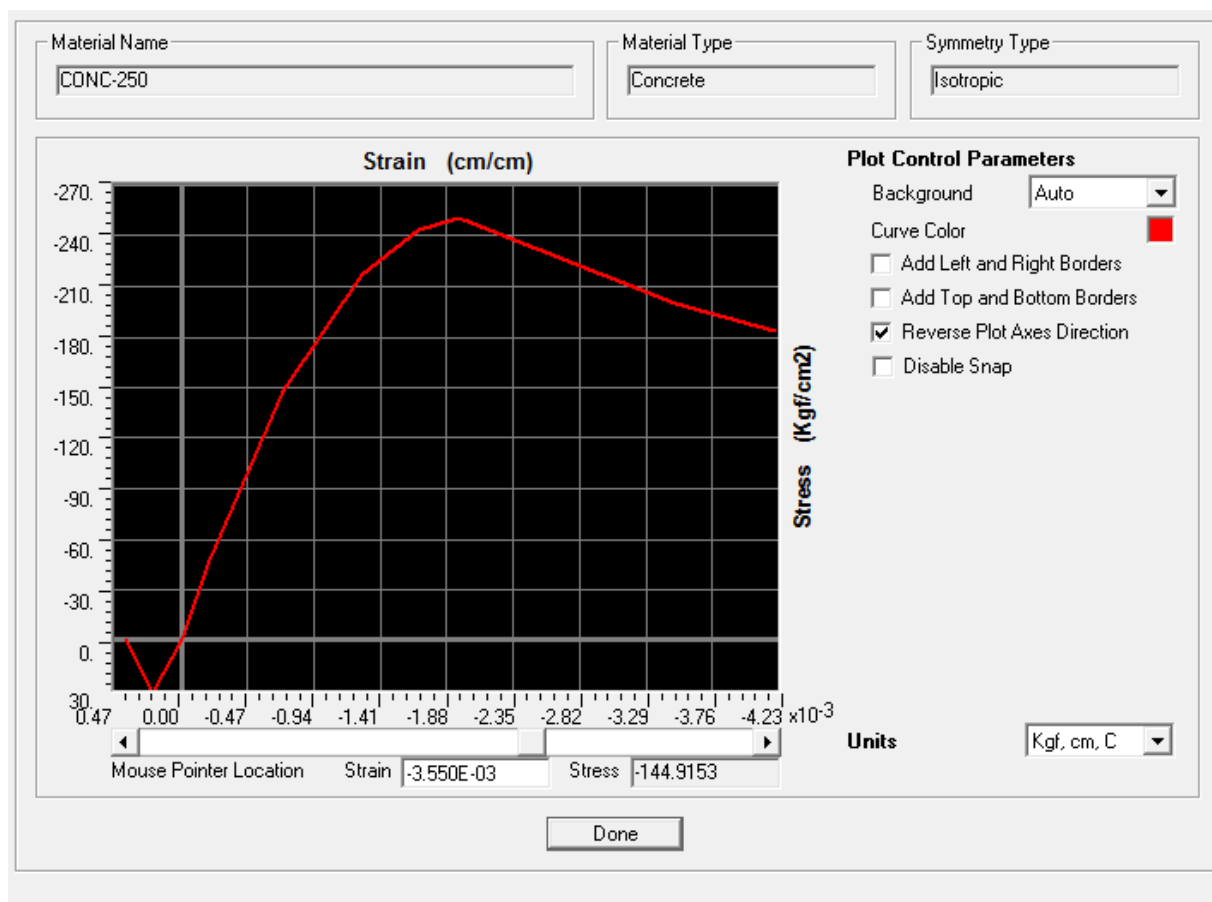 Material Name
CONC-250
Material Type
Concrete
Symmetry Type
Isotropic
Strain (cm/cm)
-270.
-240.
-210.
-180.
-150.
-120.
-90.
-60.
-30.
0.
30.
0.47 0.00 -0.47 -0.94 -1.41 -1.88 -2.35 -2.82 -3.29 -3.76 -4.23 x10-3
Stress (Kgf/cm2)
Mouse Pointer Location Strain -3.550E-03 Stress -144.9153
Plot Control Parameters
Background Auto
Curve Color
Add Left and Right Borders
Add Top and Bottom Borders
Reverse Plot Axes Direction
Disable Snap
Units Kgf, cm, C
Done